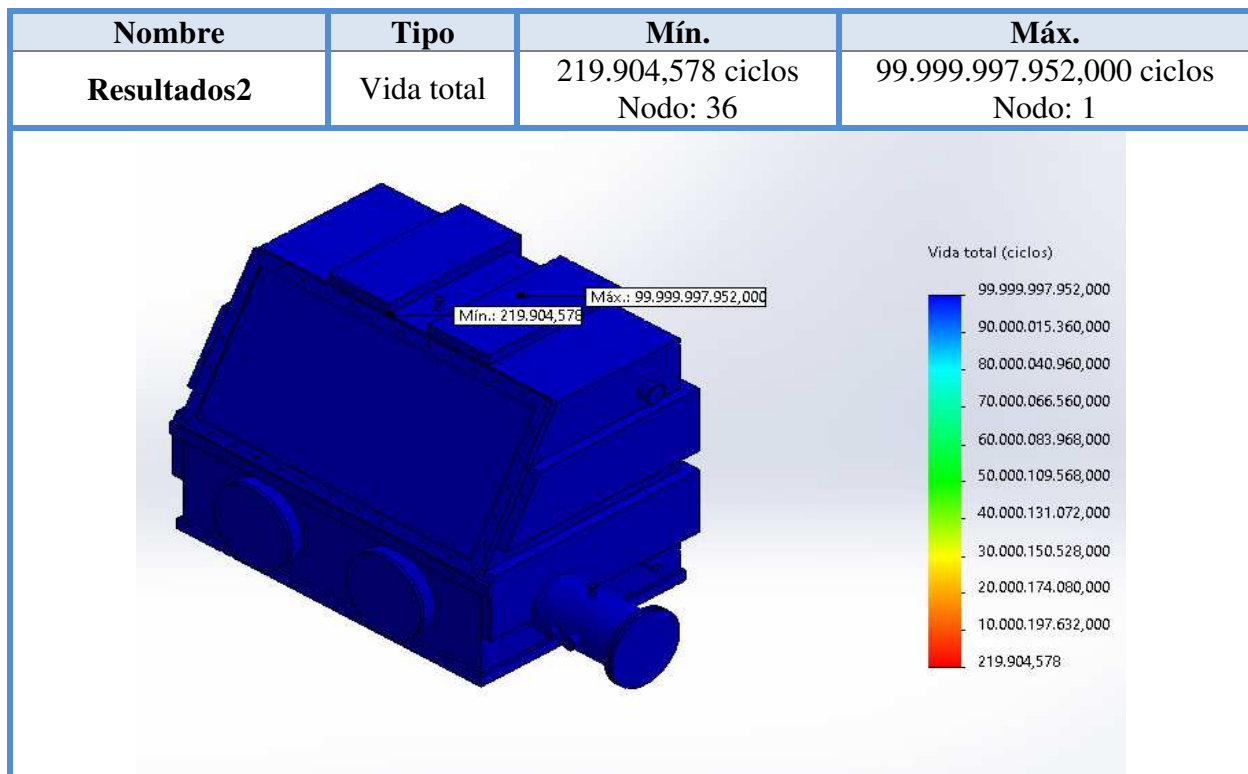 Nombre Tipo Mín. Máx.
Resultados2 Vida total 219.904,578 ciclos 99.999.997.952,000 ciclos
Nodo: 36 Nodo: 1
Vida total (ciclos)
99.999.997.952,000
Máx.: 99.999.997.952,000
Mín.: 219.904,578
90.000.015.360,000
80.000.040.960,000
70.000.066.560,000
60.000.083.968,000
50.000.109.568,000
40.000.131.072,000
30.000.150.528,000
20.000.174.080,000
10.000.197.632,000
219.904,578